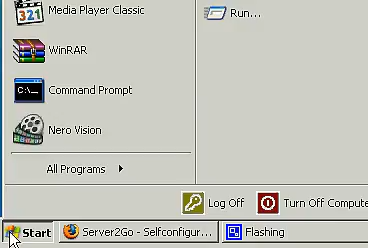 Media Player Classic
Run...
WinRAR
Command Prompt
Nero Vision
All Programs
Log Off
Turn Off Compute
Start
Server2Go - Selfconfigur...
Flashing